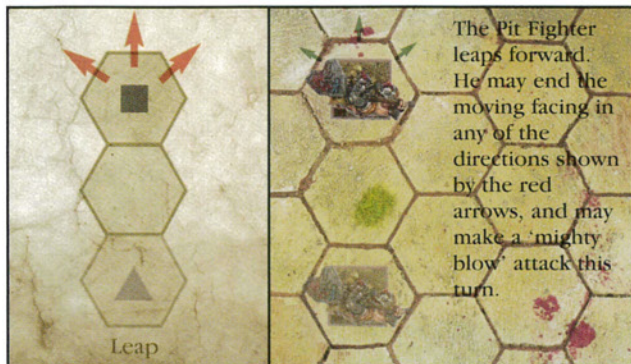 Leap
The Pit Fighter
leaps forward.
He may end the
moving facing in
any of the
directions shown
by the red
arrows, and may
make a ‘mighty
blow’ attack this
turn.